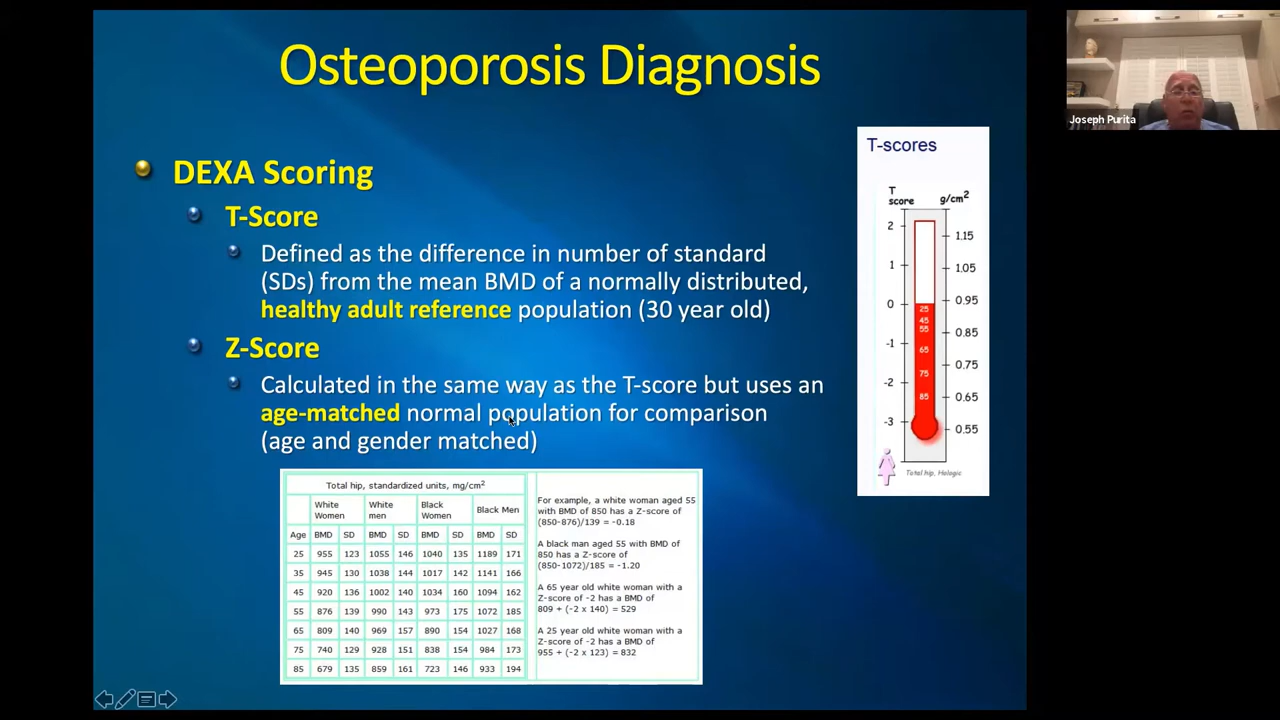 Osteoporosis Diagnosis
DEXA Scoring
T-Score
Defined as the difference in number of standard
(SDs) from the mean BMD of a normally distributed,
healthy adult reference population (30 year old)
Z-Score
Calculated in the same way as the T-score but uses an
age-matched normal population for comparison
(age and gender matched)
Total hip, standardized units, mg/cm2
White Women White men Black Women Black Men
Age BMD SD BMD SD BMD SD BMD SD
25 955 123 1055 146 1040 135 1189 171
35 945 130 1038 144 1017 142 1141 166
45 920 136 1002 140 1034 160 1094 162
55 876 139 990 143 973 175 1072 185
65 809 140 969 157 890 154 1027 168
75 740 129 928 151 838 154 984 173
85 679 135 859 161 723 146 933 194
For example, a white woman aged 55
with BMD of 850 has a Z-score of
(850-876)/139 = -0.18
A black man aged 55 with BMD of
850 has a Z-score of
(850-1072)/185 = -1.20
A 65 year old white woman with a
Z-score of -2 has a BMD of
809 + (-2 x 140) = 529
A 25 year old white woman with a
Z-score of -2 has a BMD of
955 + (-2 x 123) = 832
T-scores
T score g/cm2
2
1.15
1
1.05
0
0.95
25
45
55
0.85
-1
65
0.75
75
-2
0.65
85
-3
0.55
Total hip, Hologic
Joseph Purita